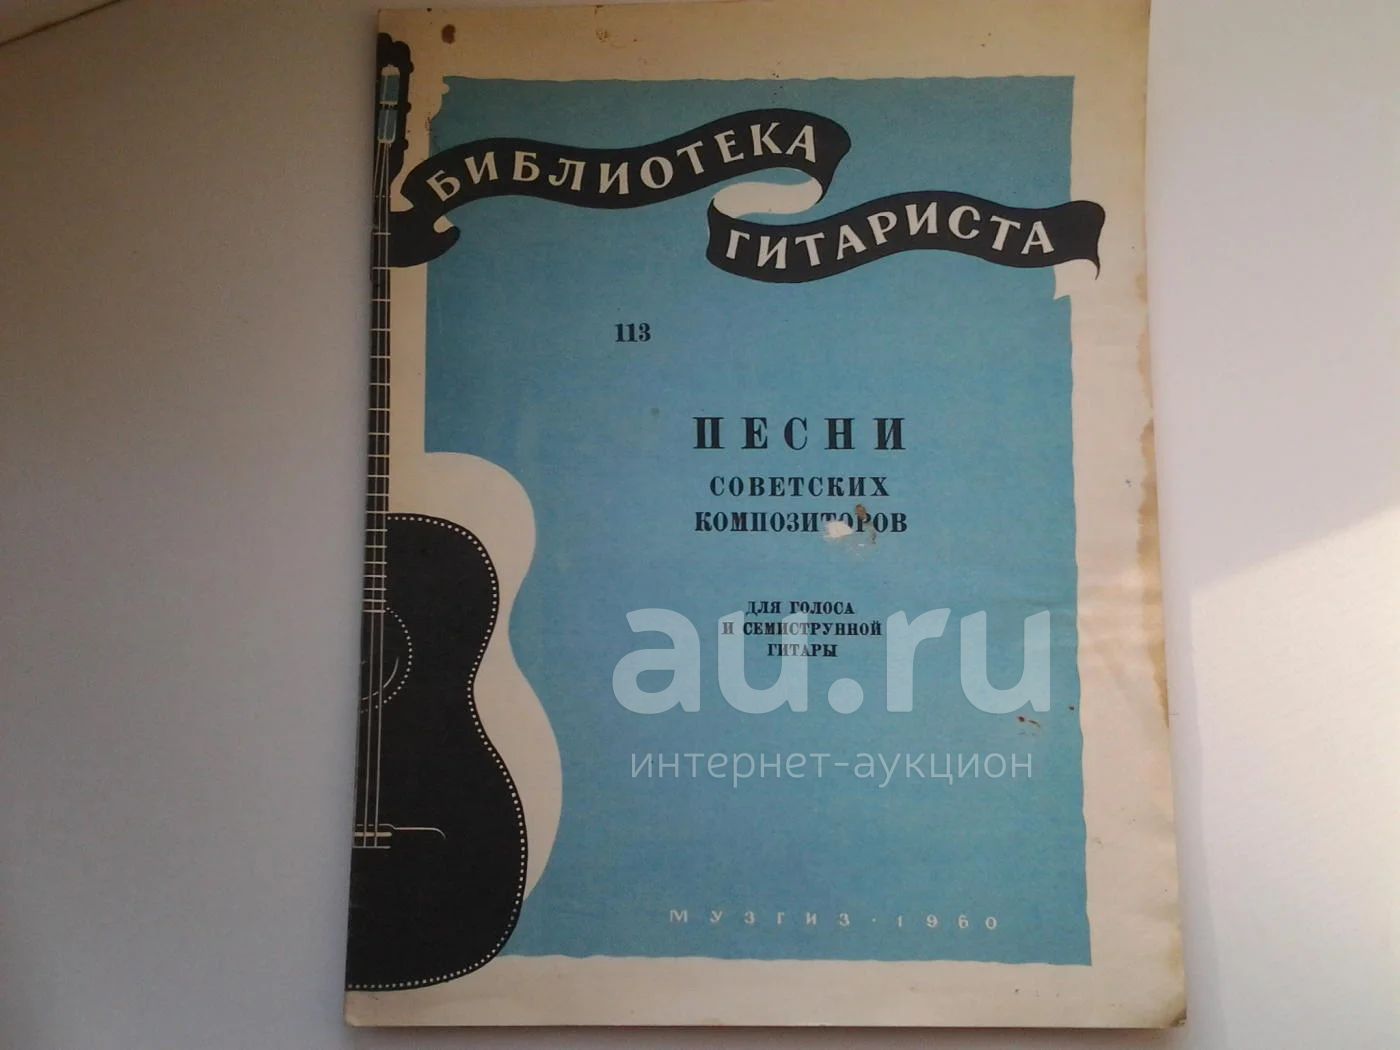 БИБЛИОТЕКА
ГИТАРИСТА
113
ПЕСНИ
СОВЕТСКИХ
КОМПОЗИТОРОВ
ДЛЯ ГОЛОСА
И СЕМИСТРУННОЙ
ГИТАРЫ
au.ru
интернет-аукцион
МУЗГИЗ · 1960